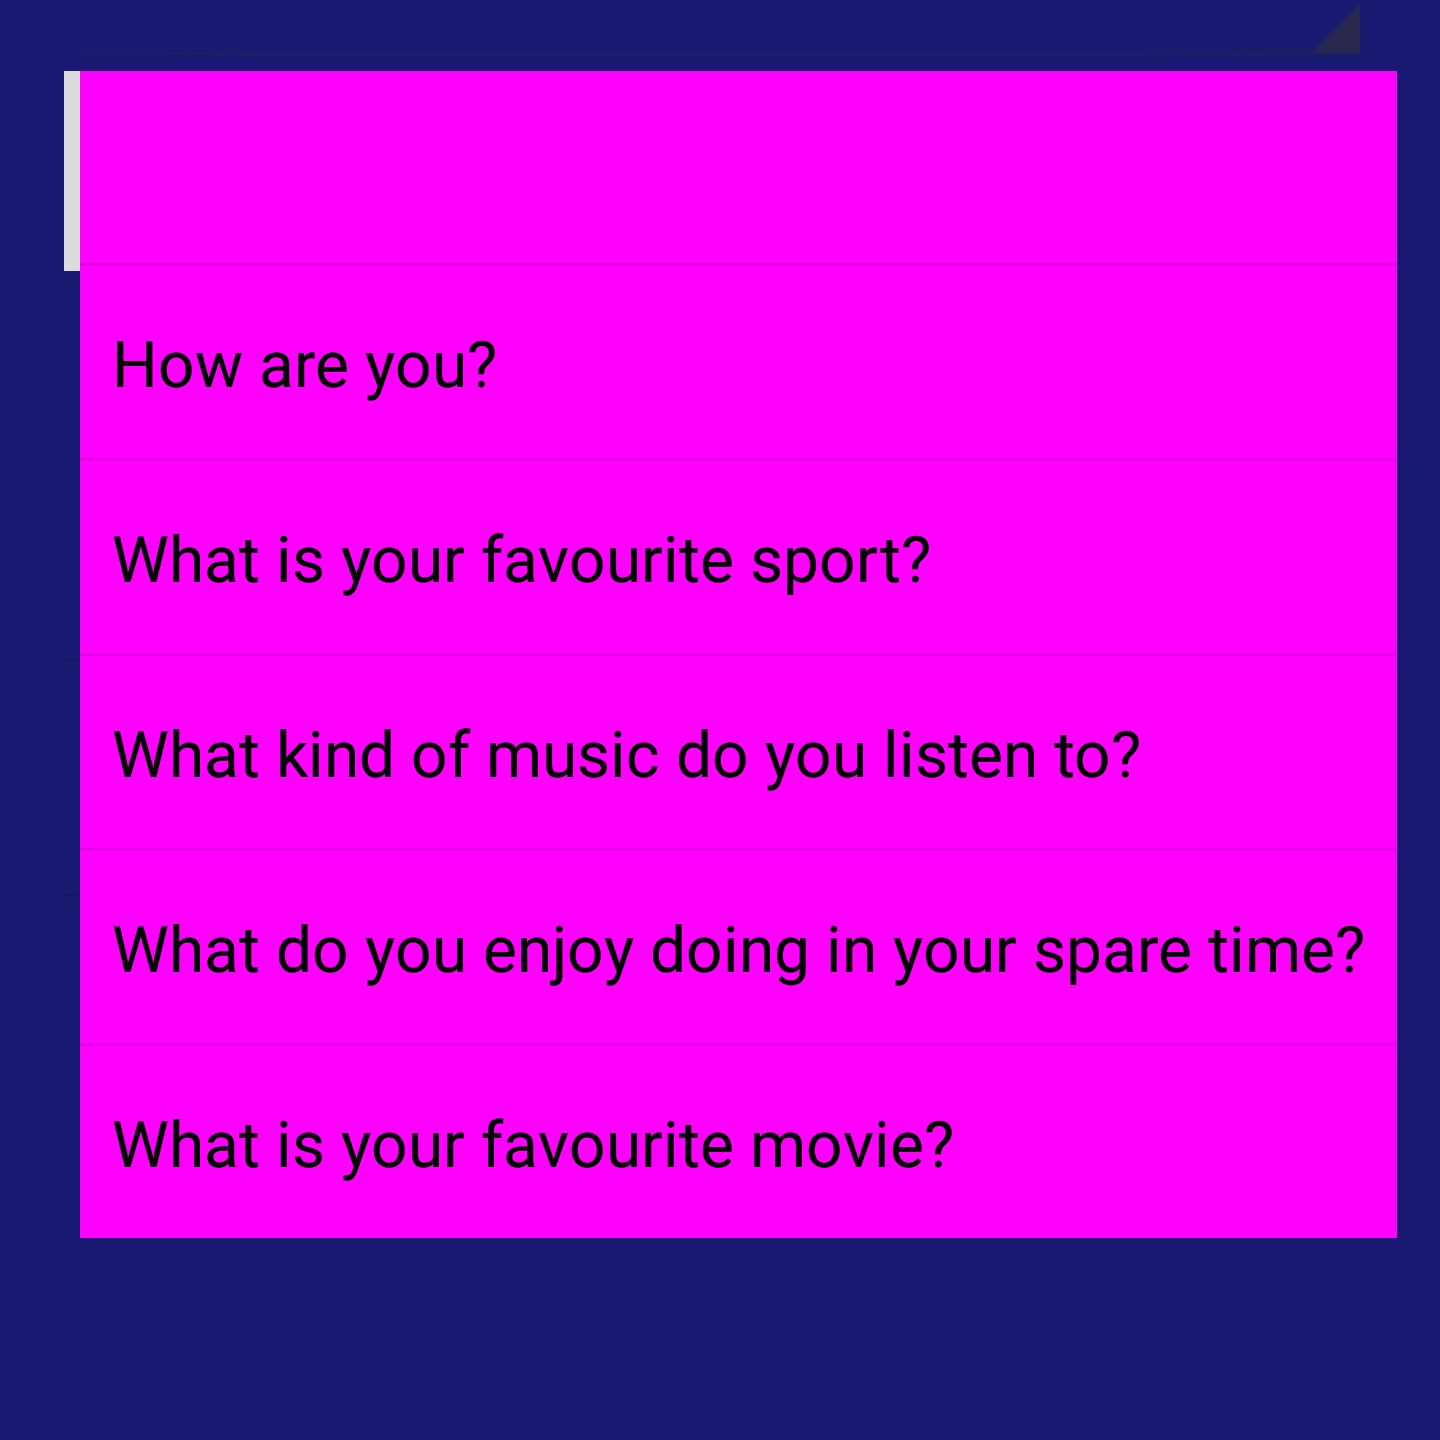 How are you?
What is your favourite sport?
What kind of music do you listen to?
What do you enjoy doing in your spare time?
What is your favourite movie?